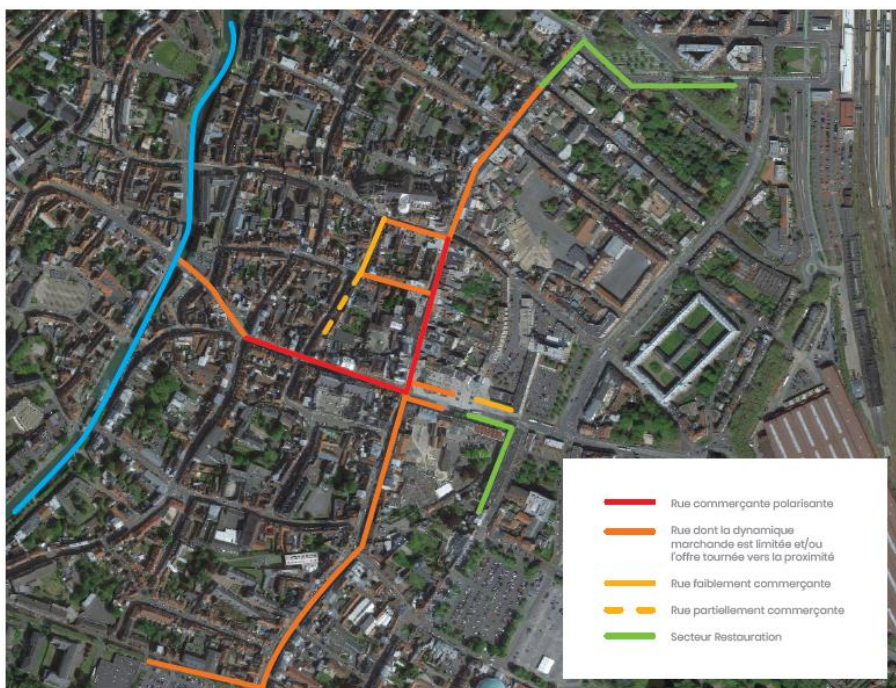 Rue commerçante polarisante
Rue dont la dynamique
marchande est limitée et/ou
l'offre tournée vers la proximité
Rue faiblement commerçante
Rue partiellement commerçante
Secteur Restauration